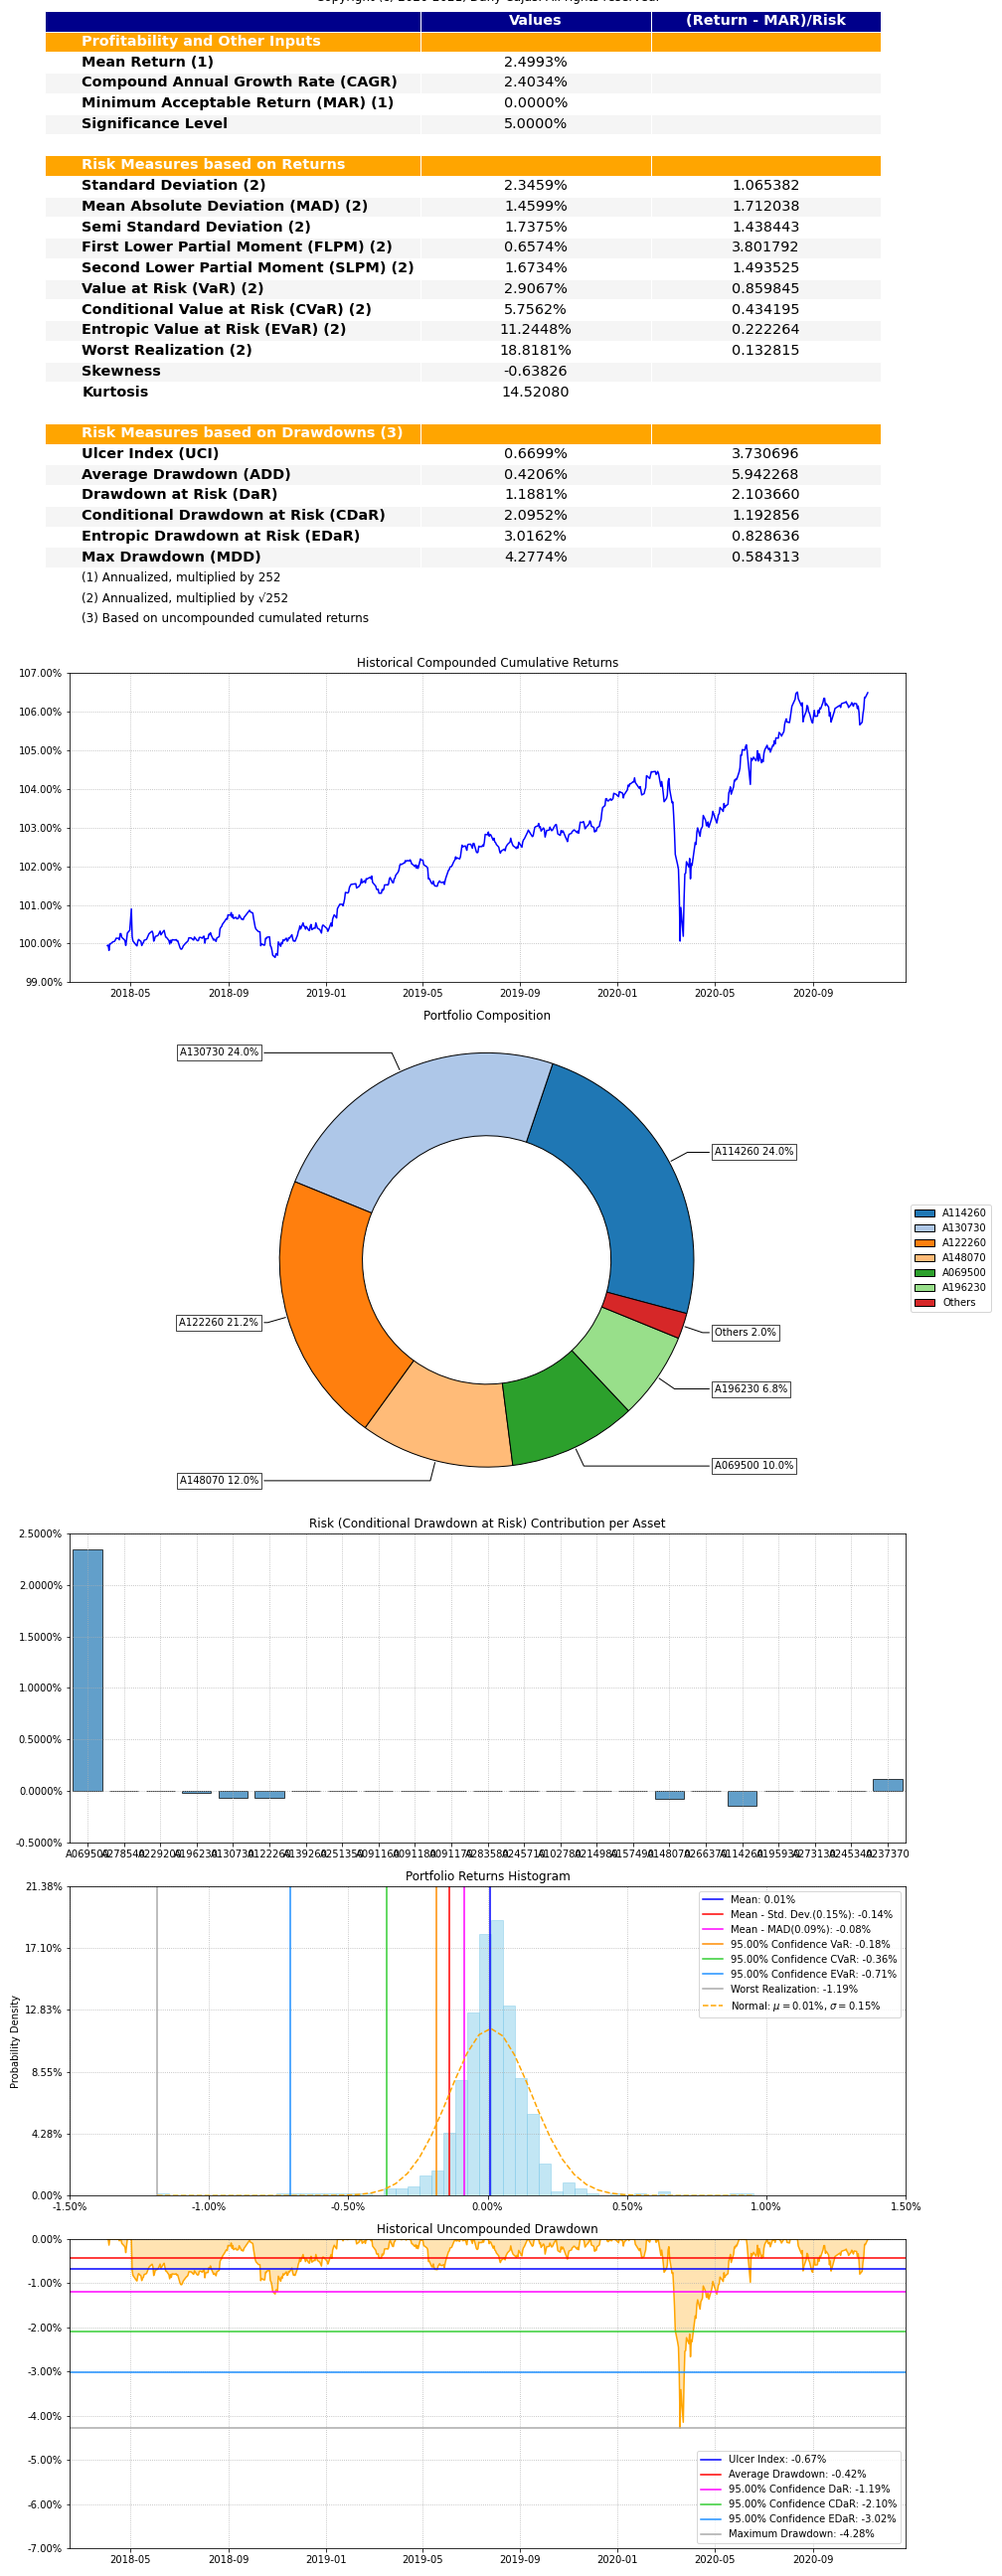 Values (Return - MAR)/Risk
Profitability and Other Inputs
Mean Return (1) 2.4993%
Compound Annual Growth Rate (CAGR) 2.4034%
Minimum Acceptable Return (MAR) (1) 0.0000%
Significance Level 5.0000%
Risk Measures based on Returns
Standard Deviation (2) 2.3459% 1.065382
Mean Absolute Deviation (MAD) (2) 1.4599% 1.712038
Semi Standard Deviation (2) 1.7375% 1.438443
First Lower Partial Moment (FLPM) (2) 0.6574% 3.801792
Second Lower Partial Moment (SLPM) (2) 1.6734% 1.493525
Value at Risk (VaR) (2) 2.9067% 0.859845
Conditional Value at Risk (CVaR) (2) 5.7562% 0.434195
Entropic Value at Risk (EVaR) (2) 11.2448% 0.222264
Worst Realization (2) 18.8181% 0.132815
Skewness -0.63826
Kurtosis 14.52080
Risk Measures based on Drawdowns (3)
Ulcer Index (UCI) 0.6699% 3.730696
Average Drawdown (ADD) 0.4206% 5.942268
Drawdown at Risk (DaR) 1.1881% 2.103660
Conditional Drawdown at Risk (CDaR) 2.0952% 1.192856
Entropic Drawdown at Risk (EDaR) 3.0162% 0.828636
Max Drawdown (MDD) 4.2774% 0.584313
(1) Annualized, multiplied by 252
(2) Annualized, multiplied by √252
(3) Based on uncompounded cumulated returns
Historical Compounded Cumulative Returns
107.00%
106.00%
105.00%
104.00%
103.00%
102.00%
101.00%
100.00%
99.00%
2018-05 2018-09 2019-01 2019-05 2019-09 2020-01 2020-05 2020-09
Portfolio Composition
A130730 24.0%
A114260 24.0%
A122260 21.2%
Others 2.0%
A196230 6.8%
A069500 10.0%
A148070 12.0%
A114260
A130730
A122260
A148070
A069500
A196230
Others
Risk (Conditional Drawdown at Risk) Contribution per Asset
2.5000%
2.0000%
1.5000%
1.0000%
0.5000%
0.0000%
-0.5000%
A237370
Portfolio Returns Histogram
Probability Density
21.38%
17.10%
12.83%
8.55%
4.28%
0.00%
-1.50% -1.00% -0.50% 0.00% 0.50% 1.00% 1.50%
Mean: 0.01%
Mean - Std. Dev.(0.15%): -0.14%
Mean - MAD(0.09%): -0.08%
95.00% Confidence VaR: -0.18%
95.00% Confidence CVaR: -0.36%
95.00% Confidence EVaR: -0.71%
Worst Realization: -1.19%
Normal: μ = 0.01%, σ = 0.15%
Historical Uncompounded Drawdown
0.00%
-1.00%
-2.00%
-3.00%
-4.00%
-5.00%
-6.00%
-7.00%
2018-05 2018-09 2019-01 2019-05 2019-09 2020-01 2020-05 2020-09
Ulcer Index: -0.67%
Average Drawdown: -0.42%
95.00% Confidence DaR: -1.19%
95.00% Confidence CDaR: -2.10%
95.00% Confidence EDaR: -3.02%
Maximum Drawdown: -4.28%